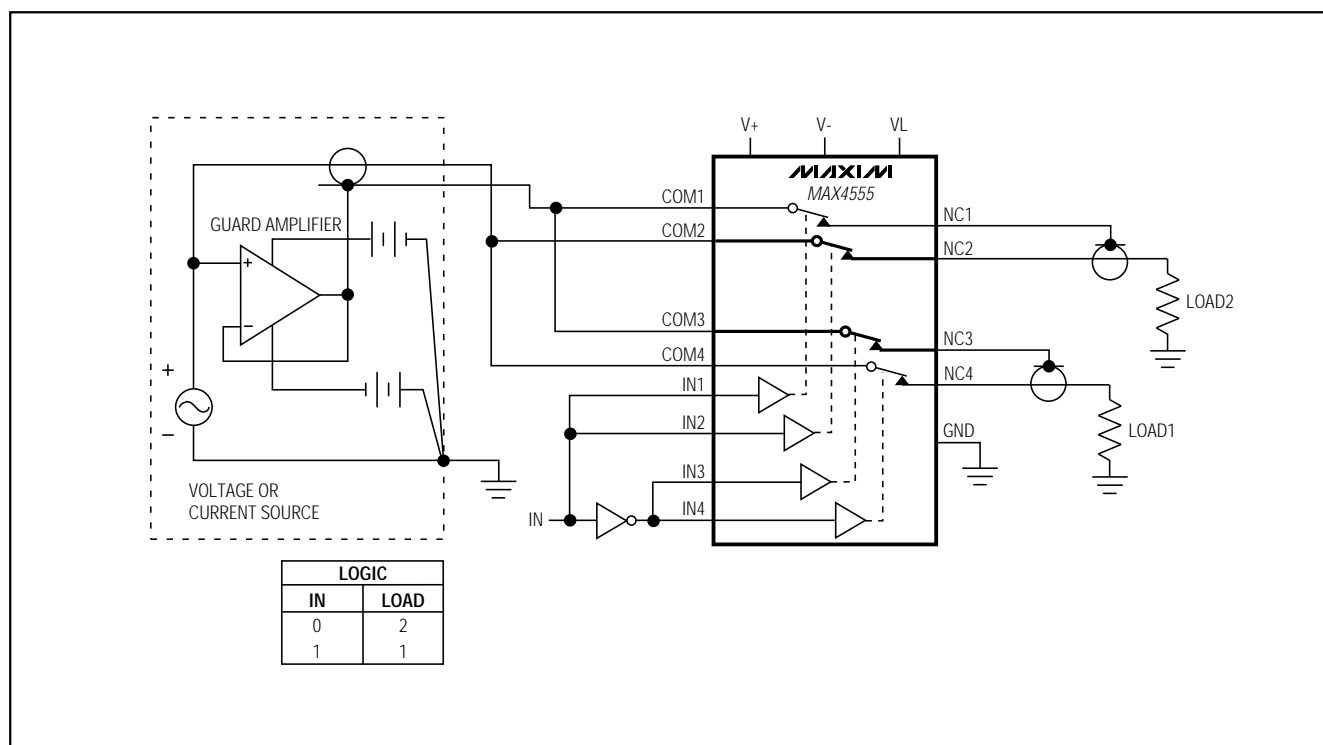 V+ V- VL
MAXIM
MAX4555
GUARD AMPLIFIER
+
−
+
−
VOLTAGE OR
CURRENT SOURCE
COM1
COM2
COM3
COM4
IN1
IN2
IN3
IN4
IN
NC1
NC2
LOAD2
NC3
NC4
LOAD1
GND
LOGIC
IN LOAD
0 2
1 1